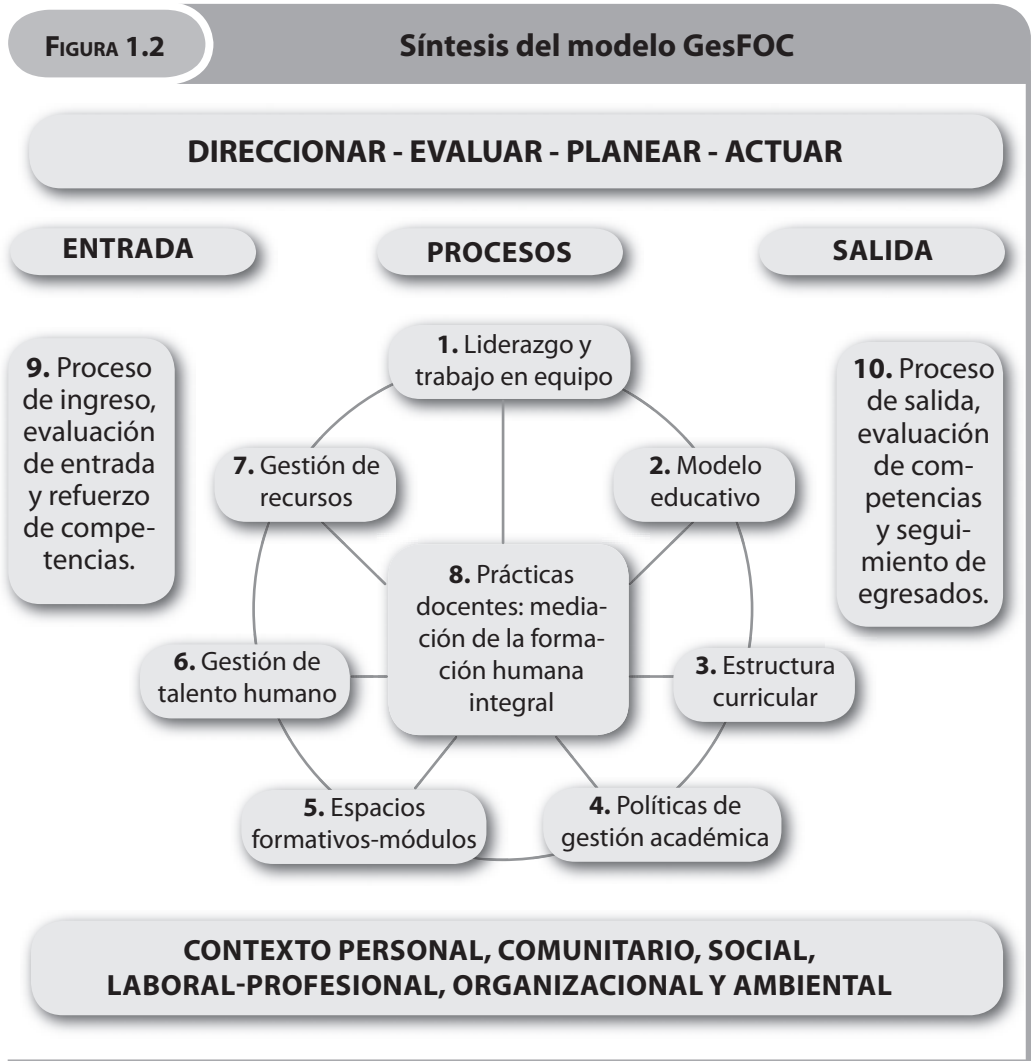 FIGURA 1.2
Síntesis del modelo GesFOC
DIRECCIONAR - EVALUAR - PLANEAR - ACTUAR
ENTRADA
PROCESOS
SALIDA
9. Proceso
de ingreso,
evaluación
de entrada
y refuerzo
de compe-
tencias.
1. Liderazgo y
trabajo en equipo
2. Modelo
educativo
3. Estructura
curricular
4. Políticas de
gestión académica
5. Espacios
formativos-módulos
6. Gestión de
talento humano
7. Gestión de
recursos
8. Prácticas
docentes: media-
ción de la forma-
ción humana
integral
10. Proceso
de salida,
evaluación
de com-
petencias
y segui-
miento de
egresados.
CONTEXTO PERSONAL, COMUNITARIO, SOCIAL,
LABORAL-PROFESIONAL, ORGANIZACIONAL Y AMBIENTAL